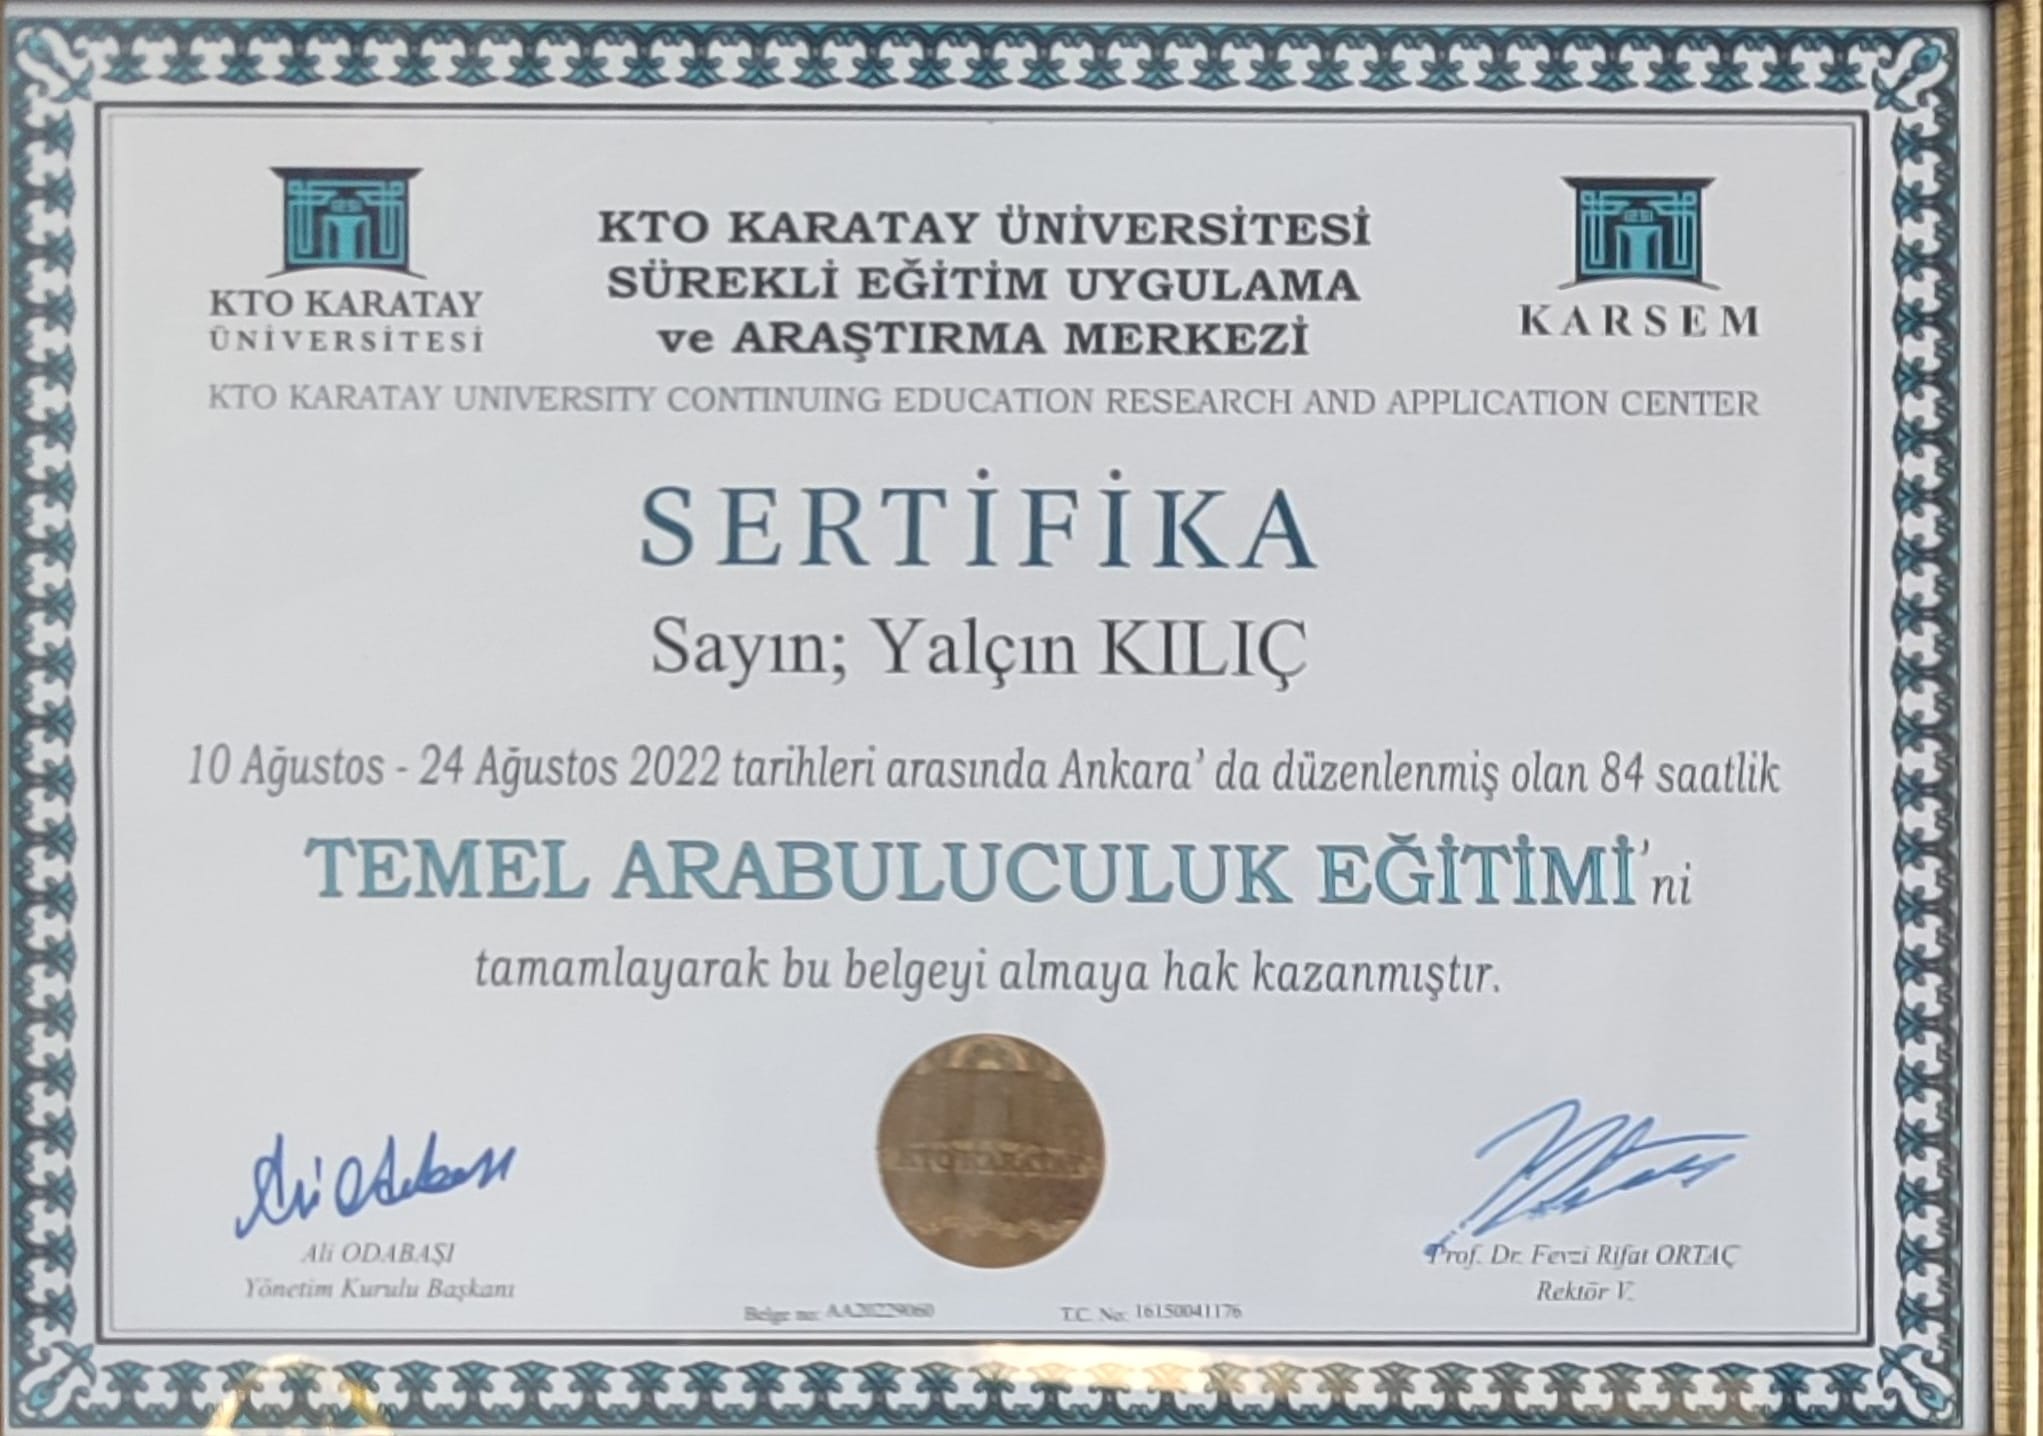 KTO KARATAY
ÜNİVERSİTESİ
KTO KARATAY ÜNİVERSİTESİ
SÜREKLİ EĞİTİM UYGULAMA
ve ARAŞTIRMA MERKEZİ
KARSEM
KTO KARATAY UNIVERSITY CONTINUING EDUCATION RESEARCH AND APPLICATION CENTER
SERTİFİKA
Sayın; Yalçın KILIÇ
10 Ağustos - 24 Ağustos 2022 tarihleri arasında Ankara' da düzenlenmiş olan 84 saatlik
TEMEL ARABULUCULUK EĞİTİMİ'ni
tamamlayarak bu belgeyi almaya hak kazanmıştır.
Ali Odabaşı
Ali ODABAŞI
Yönetim Kurulu Başkanı
Prof. Dr. Fevzi Rifat ORTAÇ
Rektör V.
Belge no:
T.C. No: 16150041176